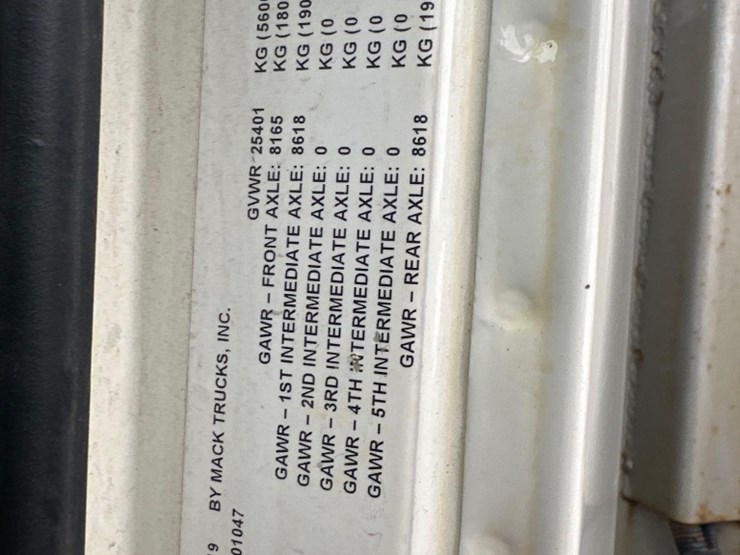 9 BY MACK TRUCKS, INC.
01047
GVWR 25401 KG (560
GAWR – FRONT AXLE: 8165 KG (180
GAWR – 1ST INTERMEDIATE AXLE: 8618 KG (190
GAWR – 2ND INTERMEDIATE AXLE: 0 KG (0
GAWR – 3RD INTERMEDIATE AXLE: 0 KG (0
GAWR – 4TH INTERMEDIATE AXLE: 0 KG (0
GAWR – 5TH INTERMEDIATE AXLE: 0 KG (0
GAWR – REAR AXLE: 8618 KG (19